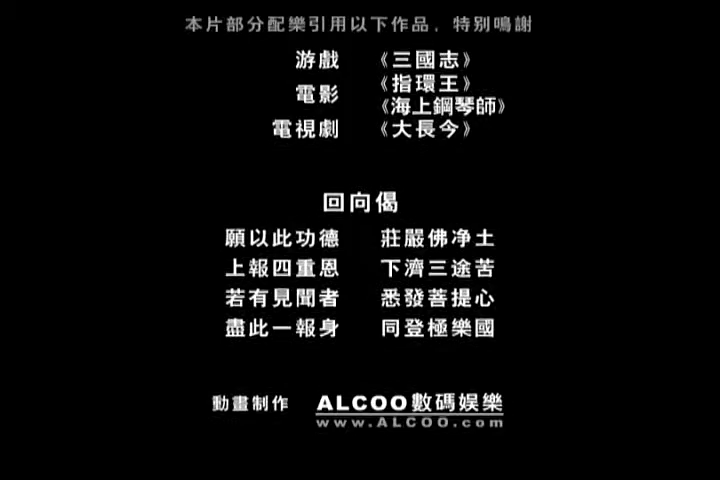 本片部分配樂引用以下作品，特别鳴謝
游戲 《三國志》
電影 《指環王》
《海上鋼琴師》
電視劇 《大長今》
回向偈
願以此功德 莊嚴佛净土
上報四重恩 下濟三途苦
若有見聞者 悉發菩提心
盡此一報身 同登極樂國
動畫制作 ALCOO數碼娱樂
www.ALCOO.com